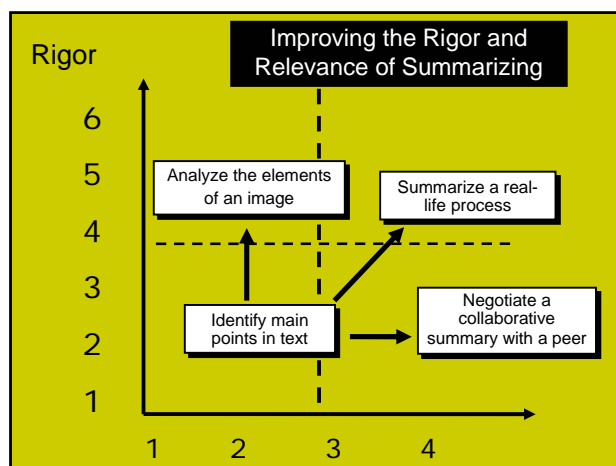 Improving the Rigor and
Relevance of Summarizing
Rigor
6
5
4
3
2
1
Analyze the elements
of an image
Summarize a real-
life process
Identify main
points in text
Negotiate a
collaborative
summary with a peer
1 2 3 4